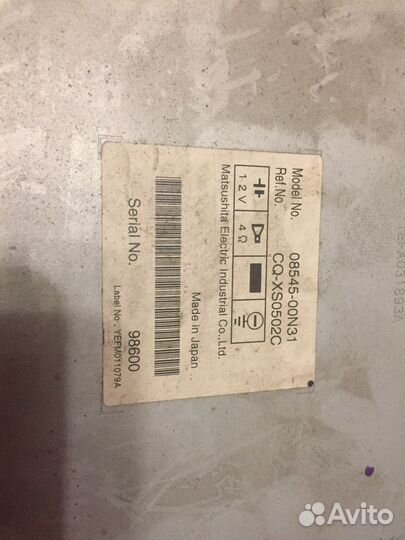 Model No. 08545-00N31
Ref.No. CQ-XS0502C
12V 4Ω
Matsushita Electric Industrial Co.,Ltd.
Made in Japan
Serial No. 98600
Label No. YEFM011079A
Avito